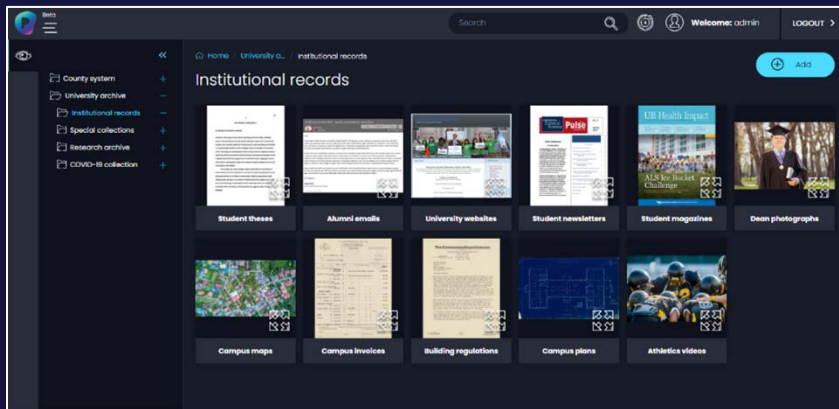 Beta
Search
Welcome: admin
LOGOUT >
Home / University a... / Institutional records
Add
County system
University archive
Institutional records
Special collections
Research archive
COVID-19 collection
Institutional records
Pulse
UB Health Impact
ALS Ice Bucket
Challenge
Student theses
Alumni emails
University websites
Student newsletters
Student magazines
Dean photographs
Campus maps
Campus invoices
Building regulations
Campus plans
Athletics videos